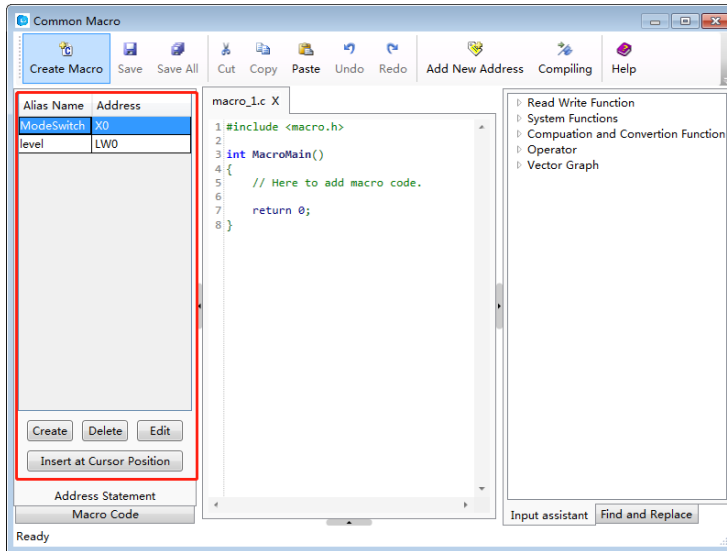 Common Macro
Create Macro Save Save All Cut Copy Paste Undo Redo Add New Address Compiling Help
Alias Name Address
ModeSwitch X0
level LW0
Create Delete Edit
Insert at Cursor Position
Address Statement
Macro Code
macro_1.c X
1 #include <macro.h>
2
3 int MacroMain()
4 {
5 // Here to add macro code.
6
7 return 0;
8 }
Read Write Function
System Functions
Compuation and Convertion Function
Operator
Vector Graph
Input assistant Find and Replace
Ready